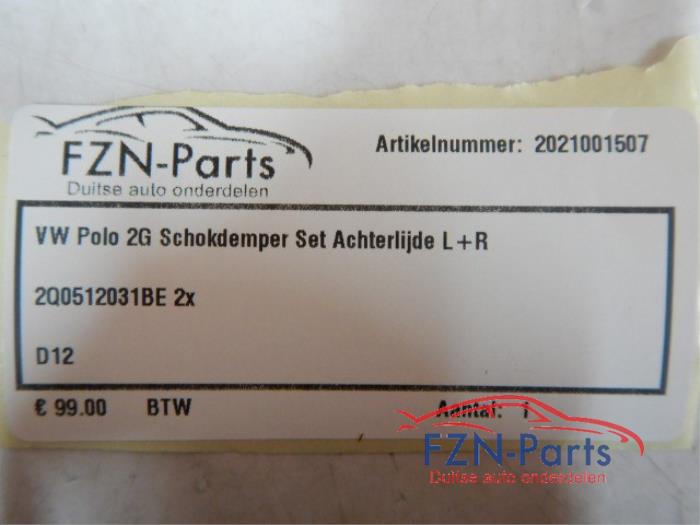 FZN-Parts
Duitse auto onderdelen
Artikelnummer: 2021001507
VW Polo 2G Schokdemper Set Achterlijde L+R
2Q0512031BE 2x
D12
€ 99.00 BTW
Aantal: 1
FZN-Parts
Duitse auto onderdelen